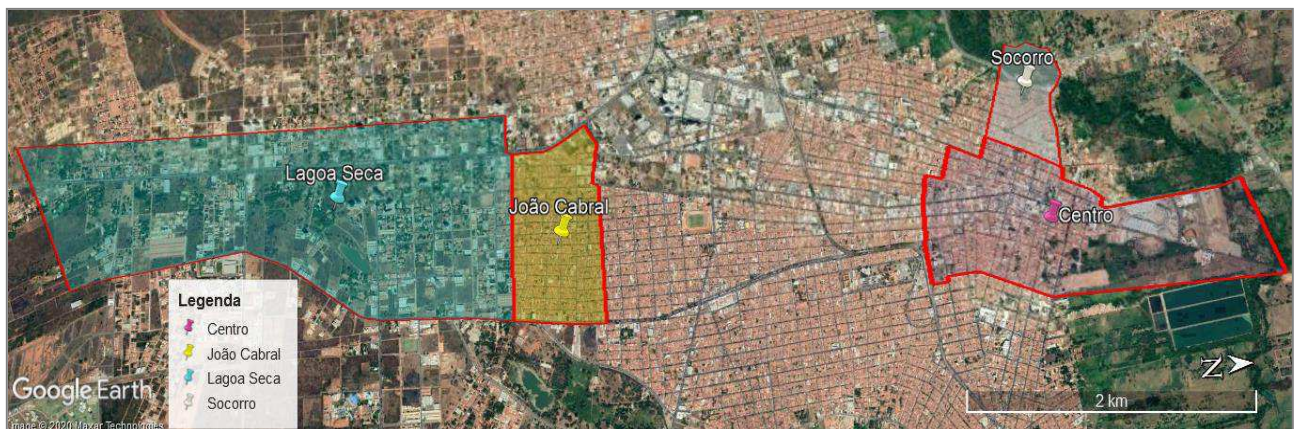 Socorro
Lagoa Seca
João Cabral
Centro
Legenda
Centro
João Cabral
Lagoa Seca
Socorro
Google Earth
Image © 2020 Maxar Technologies
N
2 km